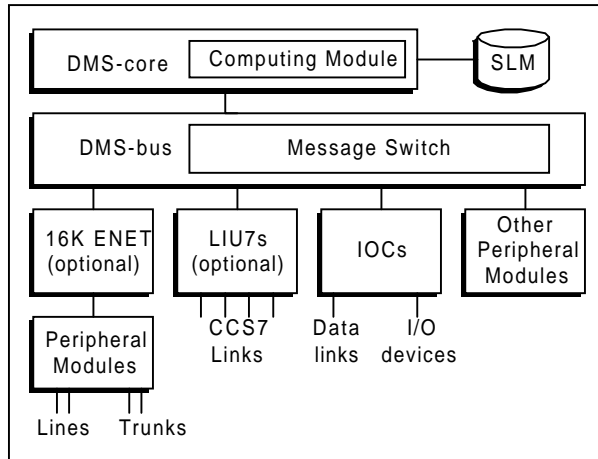 DMS-core
Computing Module
SLM
DMS-bus
Message Switch
16K ENET
(optional)
LIU7s
(optional)
IOCs
Other
Peripheral
Modules
CCS7
Links
Data
links
I/O
devices
Peripheral
Modules
Lines
Trunks